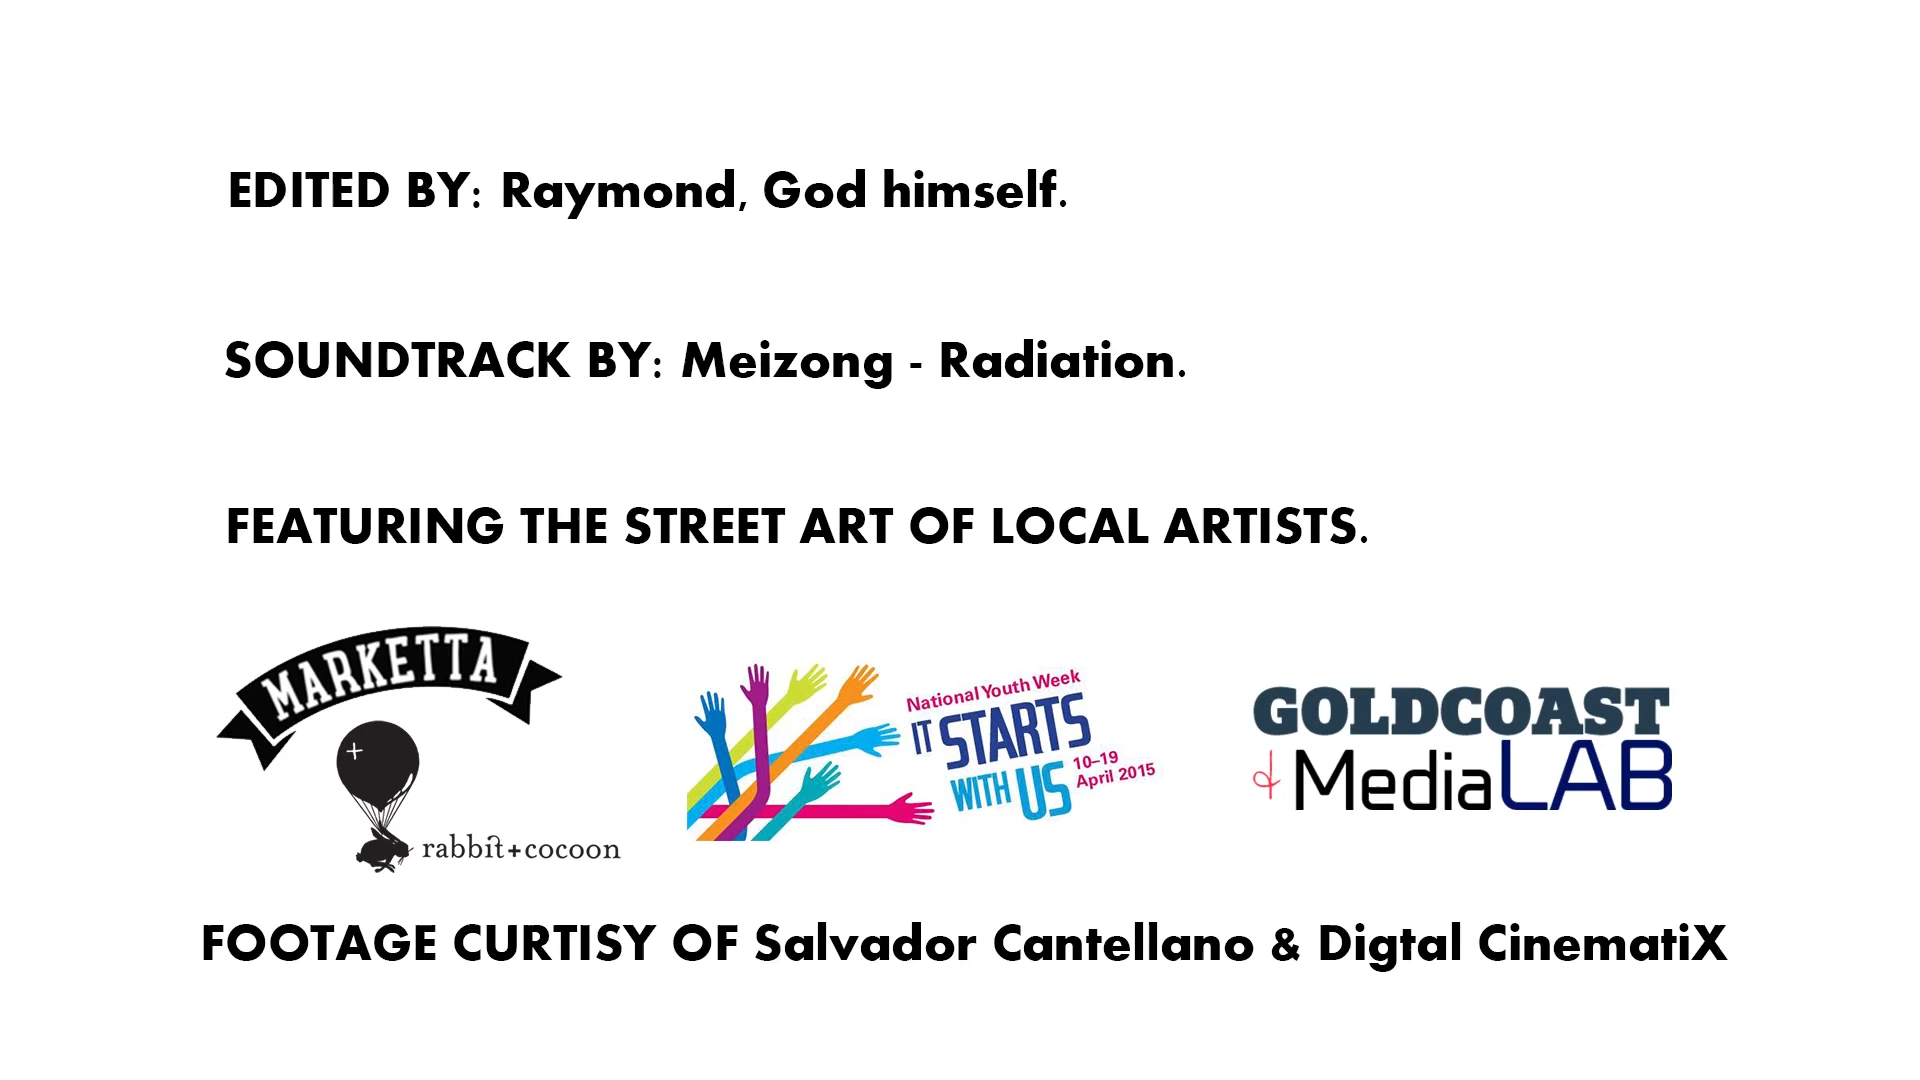 EDITED BY: Raymond, God himself.
SOUNDTRACK BY: Meizong - Radiation.
FEATURING THE STREET ART OF LOCAL ARTISTS.
MARKETTA
rabbit+cocoon
National Youth Week
IT STARTS
WITH US
10–19
April 2015
GOLDCOAST
MediaLAB
FOOTAGE CURTISY OF Salvador Cantellano & Digtal CinematiX